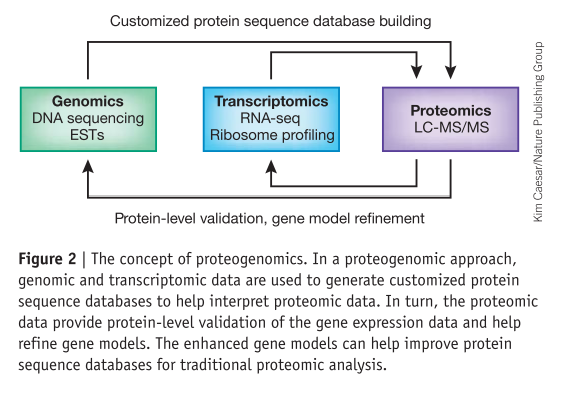 Customized protein sequence database building
Genomics
DNA sequencing
ESTs
Transcriptomics
RNA-seq
Ribosome profiling
Proteomics
LC-MS/MS
Kim Caesar/Nature Publishing Group
Protein-level validation, gene model refinement
Figure 2 | The concept of proteogenomics. In a proteogenomic approach,
genomic and transcriptomic data are used to generate customized protein
sequence databases to help interpret proteomic data. In turn, the proteomic
data provide protein-level validation of the gene expression data and help
refine gene models. The enhanced gene models can help improve protein
sequence databases for traditional proteomic analysis.